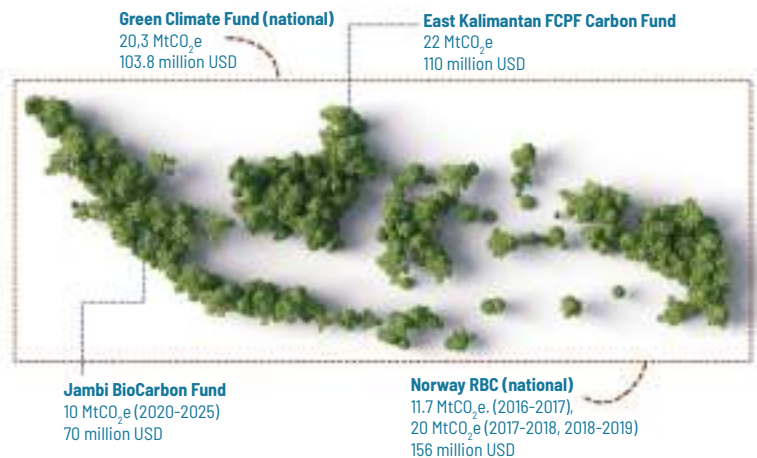 Green Climate Fund (national)
20,3 MtCO₂e
103.8 million USD
East Kalimantan FCPF Carbon Fund
22 MtCO₂e
110 million USD
Jambi BioCarbon Fund
10 MtCO₂e (2020-2025)
70 million USD
Norway RBC (national)
11.7 MtCO₂e. (2016-2017),
20 MtCO₂e (2017-2018, 2018-2019)
156 million USD